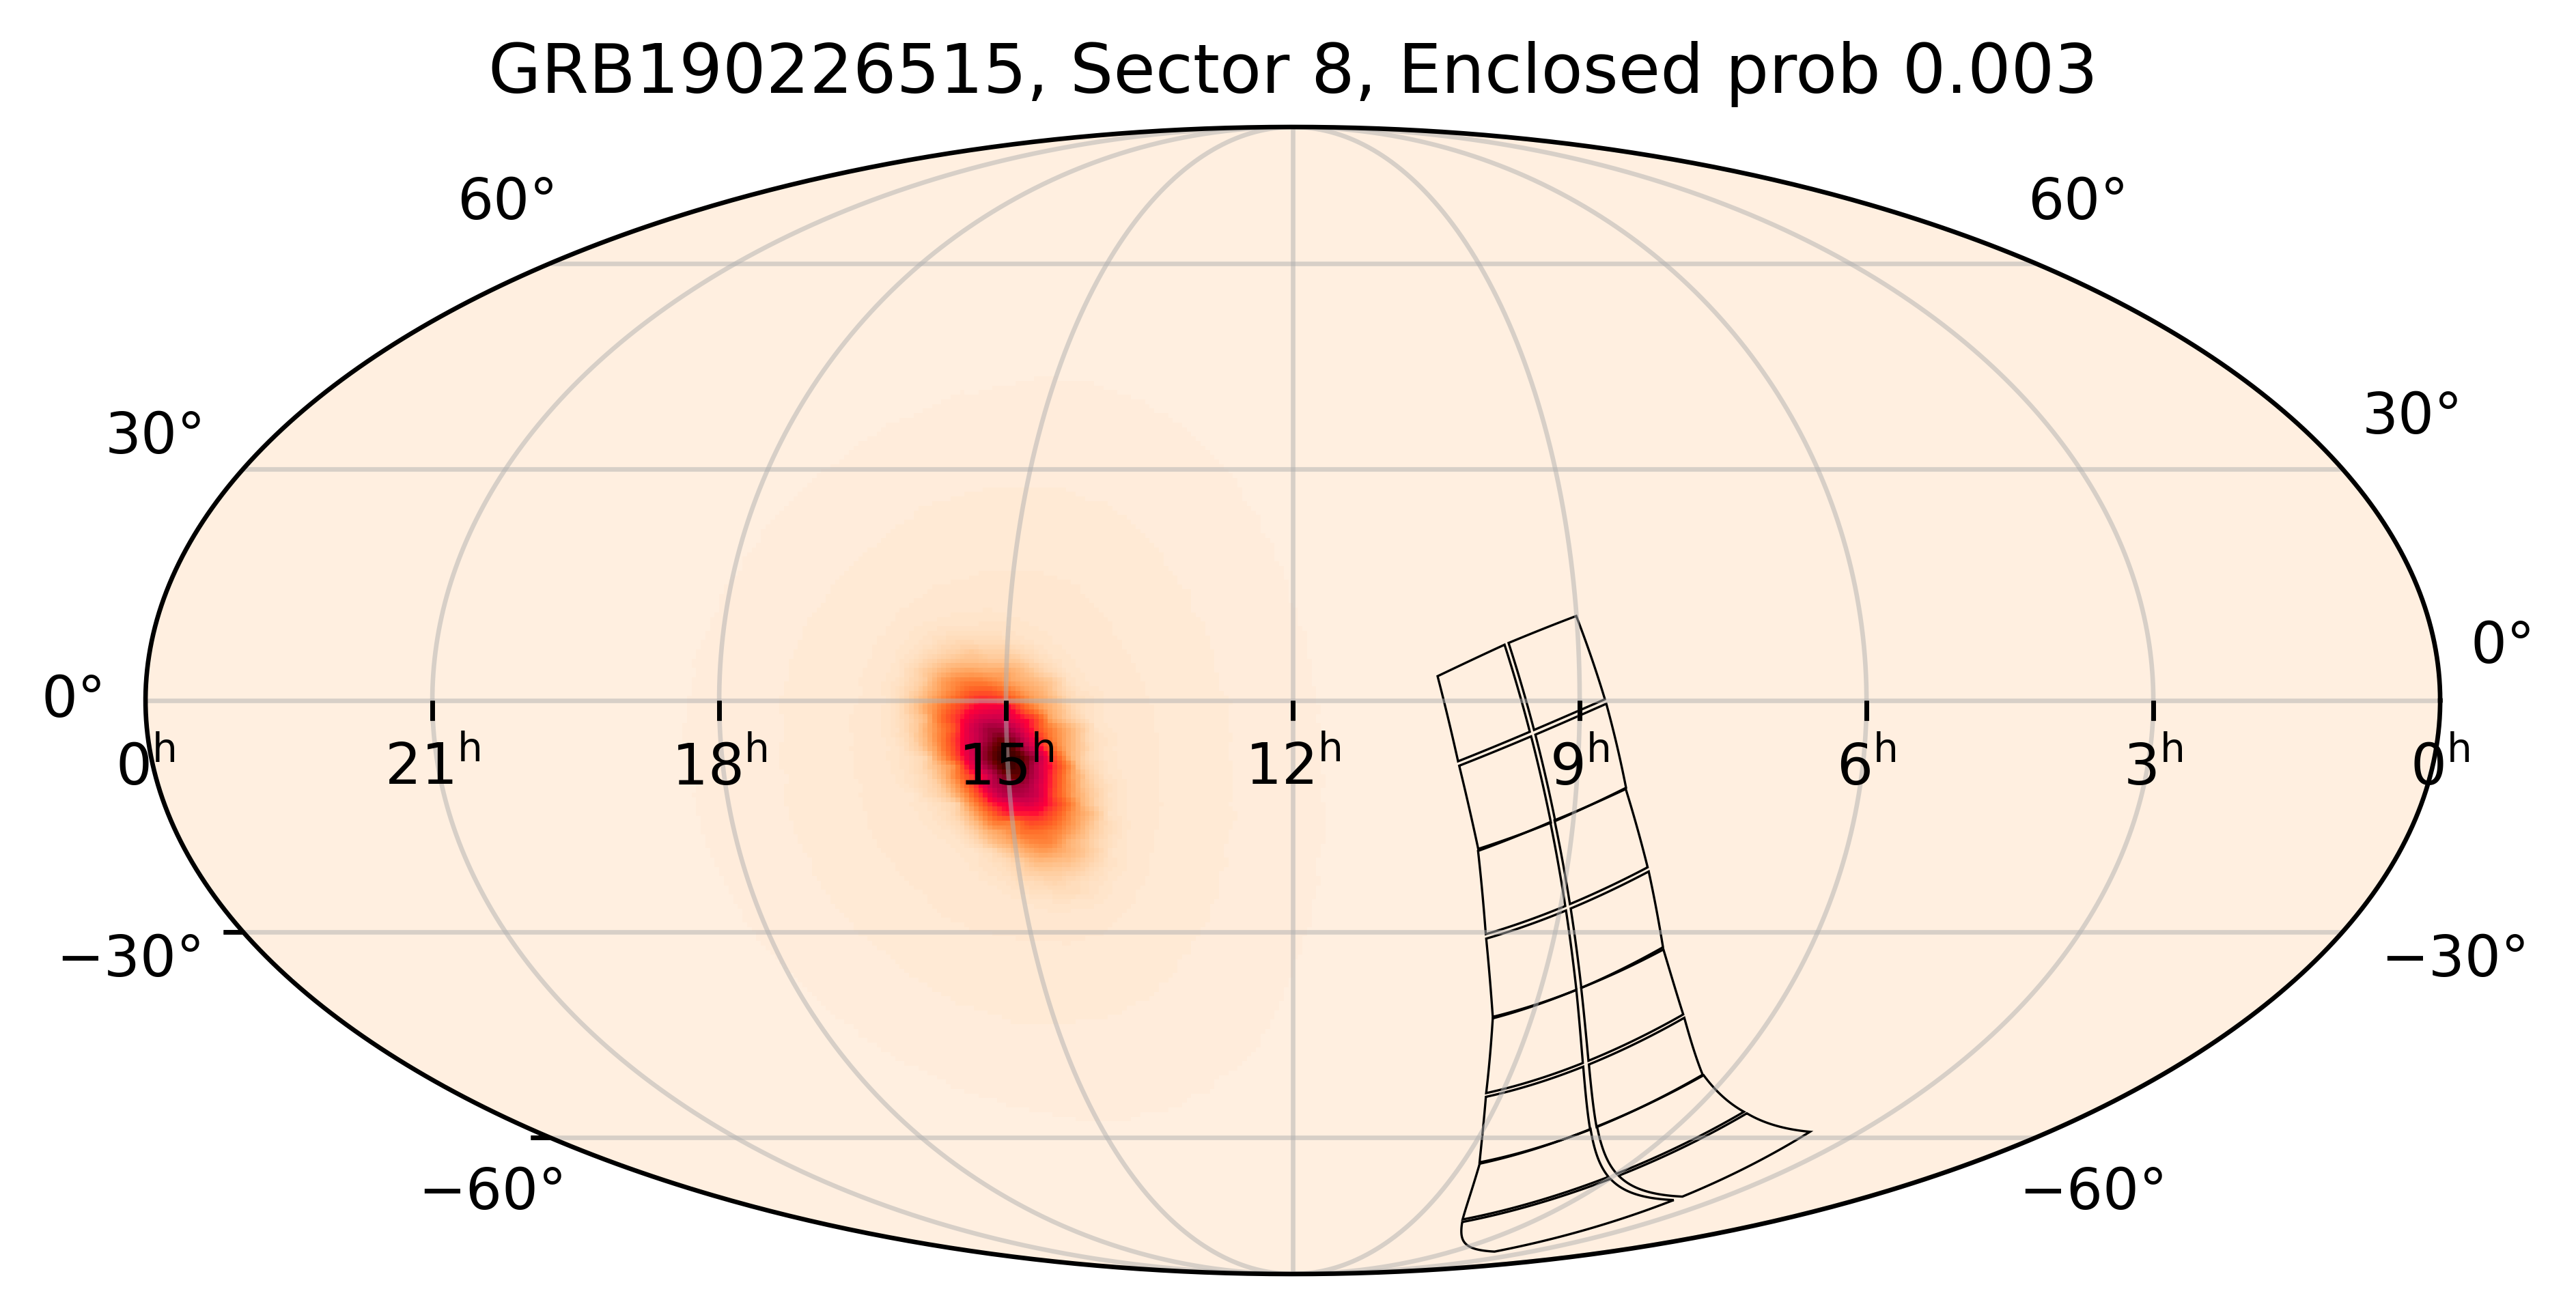 GRB190226515, Sector 8, Enclosed prob 0.003
60° 60°
30° 30°
0° 0°
0ʰ 21ʰ 18ʰ 15ʰ 12ʰ 9ʰ 6ʰ 3ʰ 0ʰ
−30° −30°
−60° −60°